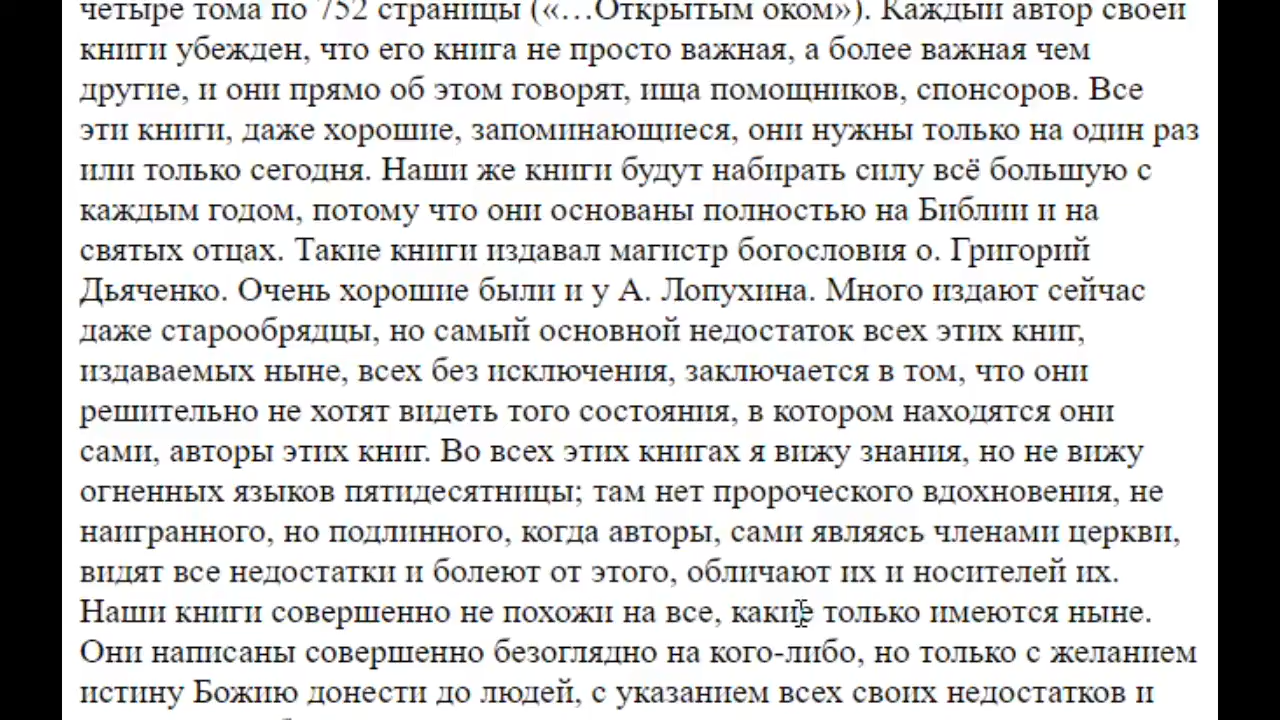 четыре тома по 752 страницы («…Открытым оком»). Каждый автор своей
книги убежден, что его книга не просто важная, а более важная чем
другие, и они прямо об этом говорят, ища помощников, спонсоров. Все
эти книги, даже хорошие, запоминающиеся, они нужны только на один раз
или только сегодня. Наши же книги будут набирать силу всё большую с
каждым годом, потому что они основаны полностью на Библии и на
святых отцах. Такие книги издавал магистр богословия о. Григорий
Дьяченко. Очень хорошие были и у А. Лопухина. Много издают сейчас
даже старообрядцы, но самый основной недостаток всех этих книг,
издаваемых ныне, всех без исключения, заключается в том, что они
решительно не хотят видеть того состояния, в котором находятся они
сами, авторы этих книг. Во всех этих книгах я вижу знания, но не вижу
огненных языков пятидесятницы; там нет пророческого вдохновения, не
наигранного, но подлинного, когда авторы, сами являясь членами церкви,
видят все недостатки и болеют от этого, обличают их и носителей их.
Наши книги совершенно не похожи на все, какие только имеются ныне.
Они написаны совершенно безоглядно на кого-либо, но только с желанием
истину Божию донести до людей, с указанием всех своих недостатков и